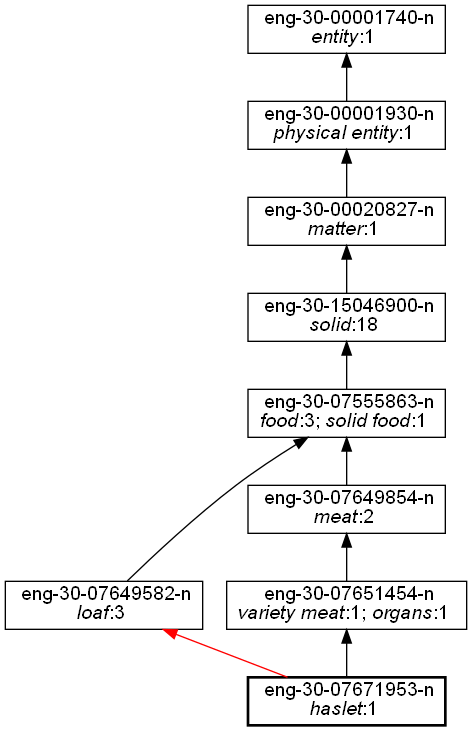 eng-30-00001740-n
entity:1
eng-30-00001930-n
physical entity:1
eng-30-00020827-n
matter:1
eng-30-15046900-n
solid:18
eng-30-07555863-n
food:3; solid food:1
eng-30-07649854-n
meat:2
eng-30-07649582-n
loaf:3
eng-30-07651454-n
variety meat:1; organs:1
eng-30-07671953-n
haslet:1